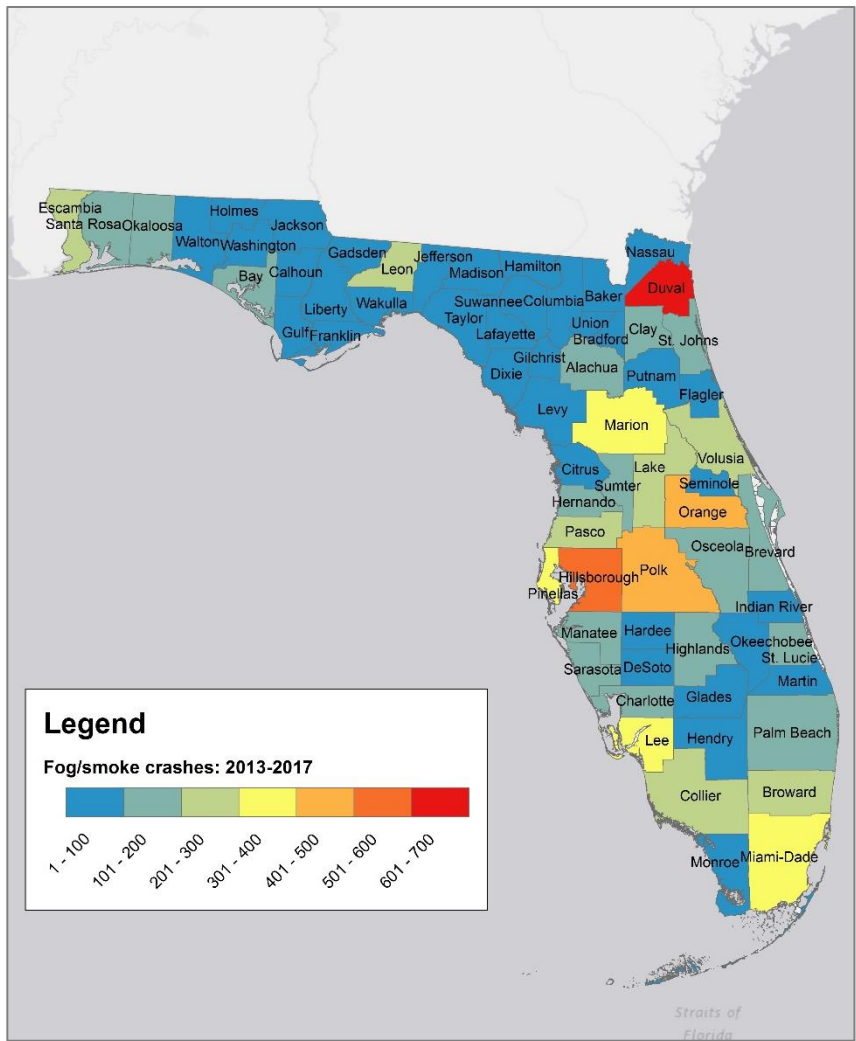 Escambia
Santa Rosa
Okaloosa
Holmes
Jackson
Walton
Washington
Bay
Calhoun
Gadsden
Leon
Jefferson
Madison
Hamilton
Nassau
Duval
Liberty
Wakulla
Taylor
Suwannee
Columbia
Baker
Gulf
Franklin
Lafayette
Union
Bradford
Clay
St. Johns
Gilchrist
Dixie
Alachua
Putnam
Flagler
Levy
Marion
Volusia
Citrus
Sumter
Lake
Seminole
Hernando
Orange
Pasco
Osceola
Brevard
Hillsborough
Polk
Pinellas
Indian River
Manatee
Hardee
Highlands
Okeechobee
St. Lucie
Sarasota
DeSoto
Martin
Charlotte
Glades
Lee
Hendry
Palm Beach
Collier
Broward
Monroe
Miami-Dade
Legend
Fog/smoke crashes: 2013-2017
1 - 100
101 - 200
201 - 300
301 - 400
401 - 500
501 - 600
601 - 700
Straits of
Florida